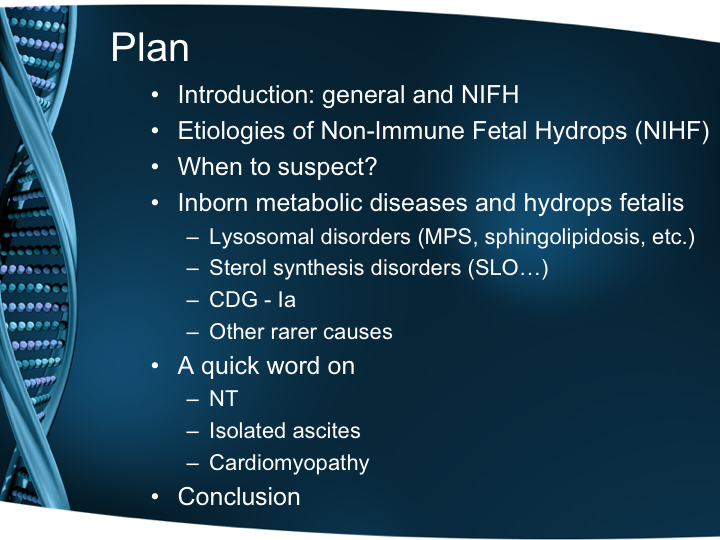 Plan
• Introduction: general and NIFH
• Etiologies of Non-Immune Fetal Hydrops (NIHF)
• When to suspect?
• Inborn metabolic diseases and hydrops fetalis
– Lysosomal disorders (MPS, sphingolipidosis, etc.)
– Sterol synthesis disorders (SLO…)
– CDG - Ia
– Other rarer causes
• A quick word on
– NT
– Isolated ascites
– Cardiomyopathy
• Conclusion